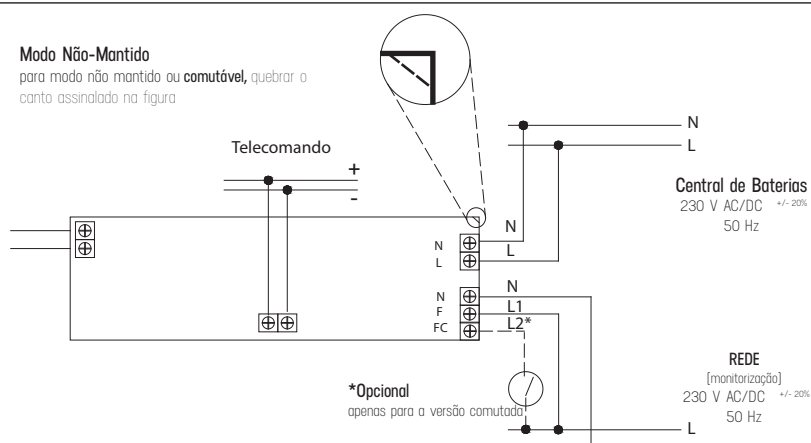 Modo Não-Mantido
para modo não mantido ou comutável, quebrar o
canto assinalado na figura
Telecomando
+
-
N
L
Central de Baterias
230 V AC/DC +/- 20%
50 Hz
N
L
N
L
N
F
FC
N
L1
L2*
*Opcional
apenas para a versão comutada
REDE
[monitorização]
230 V AC/DC +/- 20%
50 Hz
L